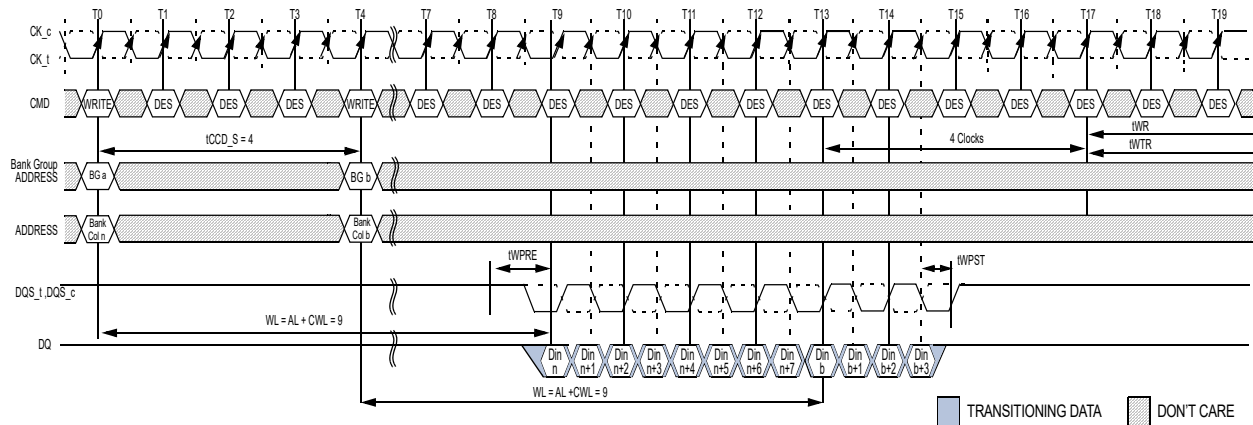 T0 T1 T2 T3 T4 T7 T8 T9 T10 T11 T12 T13 T14 T15 T16 T17 T18 T19
CK_c
CK_t
CMD WRITE DES DES DES WRITE DES DES DES DES DES DES DES DES DES DES DES DES DES
tCCD_S = 4
4 Clocks
tWR
tWTR
Bank Group
ADDRESS
BG a
BG b
ADDRESS
Bank
Col n
Bank
Col b
tWPRE
tWPST
DQS_t ,DQS_c
WL = AL + CWL = 9
DQ
Din
n
Din
n+1
Din
n+2
Din
n+3
Din
n+4
Din
n+5
Din
n+6
Din
n+7
Din
b
Din
b+1
Din
b+2
Din
b+3
WL = AL +CWL = 9
TRANSITIONING DATA
DON'T CARE